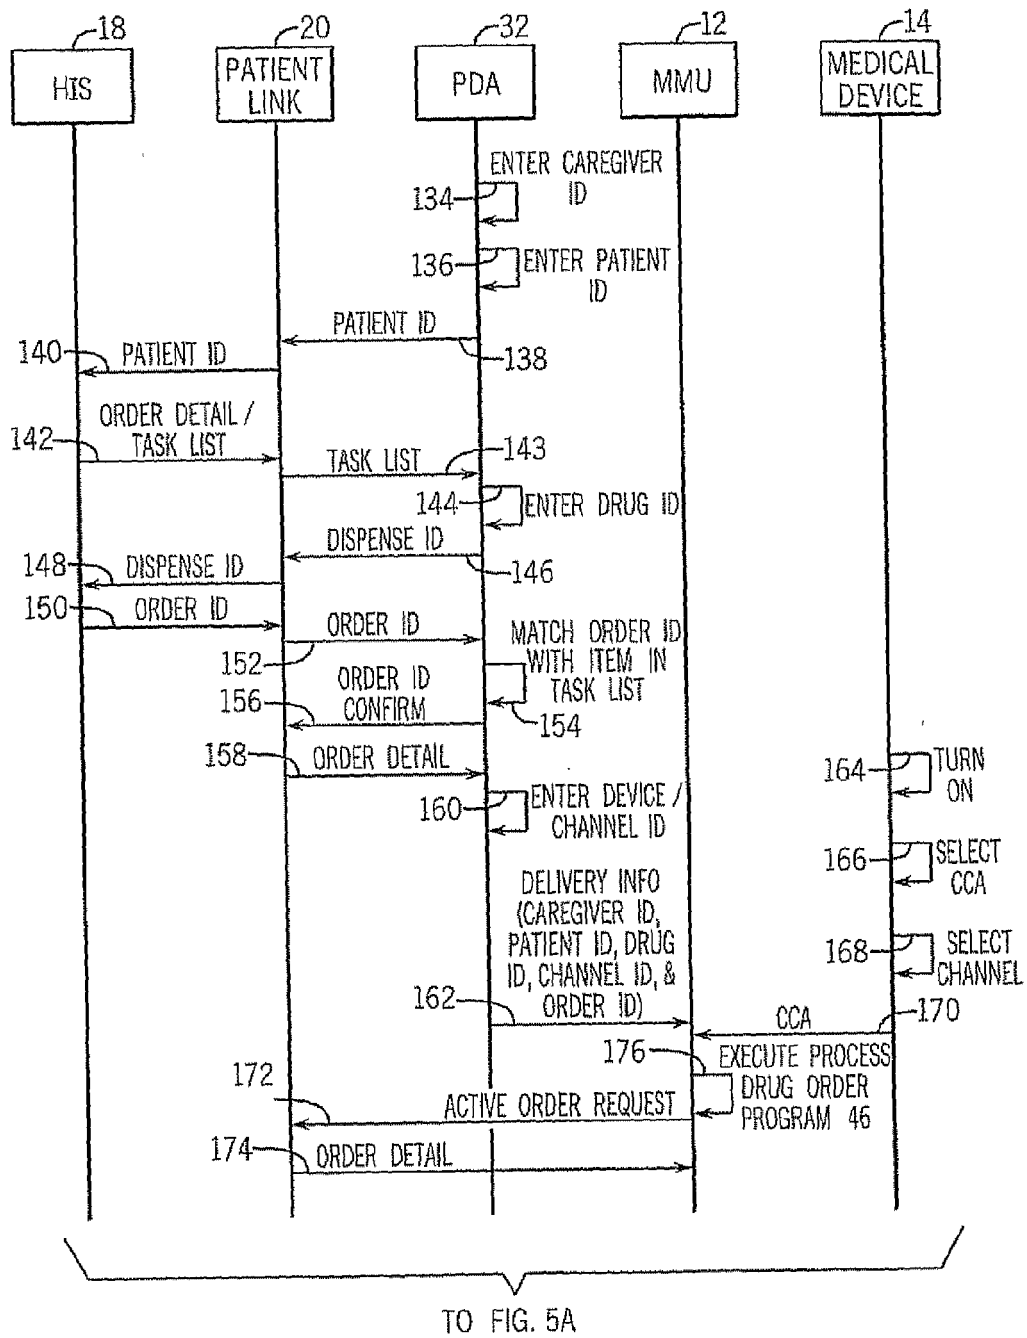 18
20
32
12
14
HIS
PATIENT
LINK
PDA
MMU
MEDICAL
DEVICE
ENTER CAREGIVER
ID
134
136
ENTER PATIENT
ID
PATIENT ID
138
140
PATIENT ID
ORDER DETAIL /
TASK LIST
142
TASK LIST
143
144
ENTER DRUG ID
DISPENSE ID
146
148
DISPENSE ID
150
ORDER ID
ORDER ID
152
MATCH ORDER ID
WITH ITEM IN
TASK LIST
154
ORDER ID
CONFIRM
156
158
ORDER DETAIL
160
ENTER DEVICE /
CHANNEL ID
164
TURN
ON
166
SELECT
CCA
168
SELECT
CHANNEL
DELIVERY INFO
(CAREGIVER ID,
PATIENT ID, DRUG
ID, CHANNEL ID, &
ORDER ID)
162
CCA
170
176
EXECUTE PROCESS
DRUG ORDER
PROGRAM 46
172
ACTIVE ORDER REQUEST
174
ORDER DETAIL
TO FIG. 5A